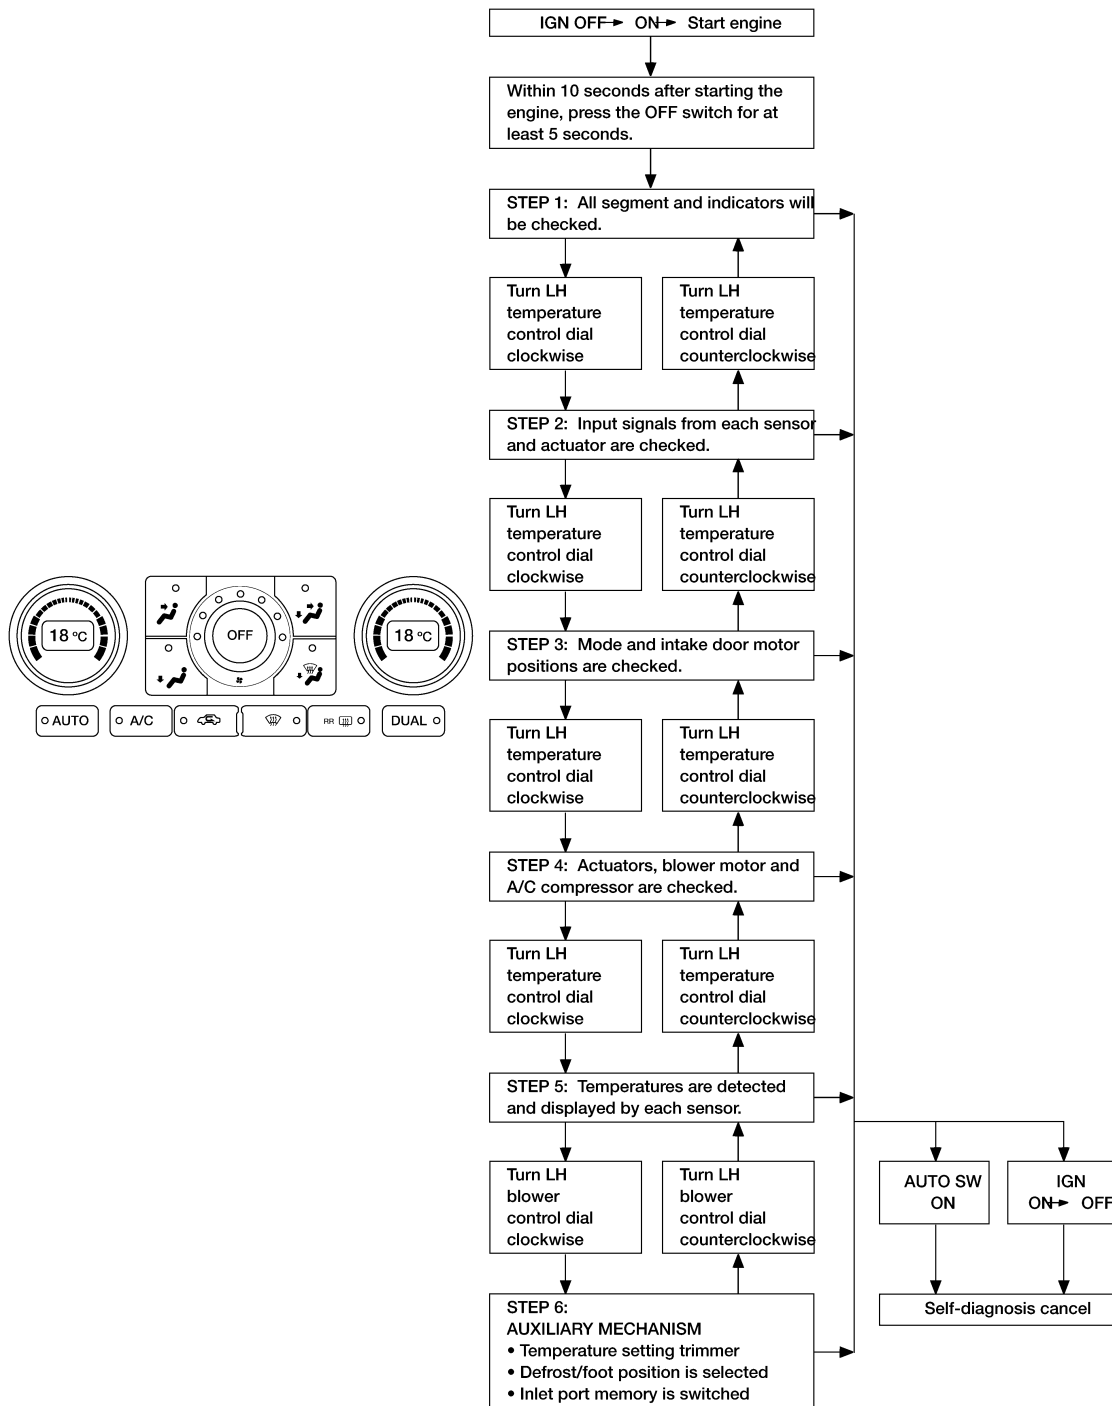 IGN OFF → ON → Start engine
Within 10 seconds after starting the
engine, press the OFF switch for at
least 5 seconds.
STEP 1: All segment and indicators will
be checked.
Turn LH
temperature
control dial
clockwise
Turn LH
temperature
control dial
counterclockwise
STEP 2: Input signals from each sensor
and actuator are checked.
Turn LH
temperature
control dial
clockwise
Turn LH
temperature
control dial
counterclockwise
STEP 3: Mode and intake door motor
positions are checked.
Turn LH
temperature
control dial
clockwise
Turn LH
temperature
control dial
counterclockwise
STEP 4: Actuators, blower motor and
A/C compressor are checked.
Turn LH
temperature
control dial
clockwise
Turn LH
temperature
control dial
counterclockwise
STEP 5: Temperatures are detected
and displayed by each sensor.
Turn LH
blower
control dial
clockwise
Turn LH
blower
control dial
counterclockwise
STEP 6:
AUXILIARY MECHANISM
• Temperature setting trimmer
• Defrost/foot position is selected
• Inlet port memory is switched
AUTO SW
ON
IGN
ON → OFF
Self-diagnosis cancel
18 °C
OFF
18 °C
AUTO
A/C
RR
DUAL